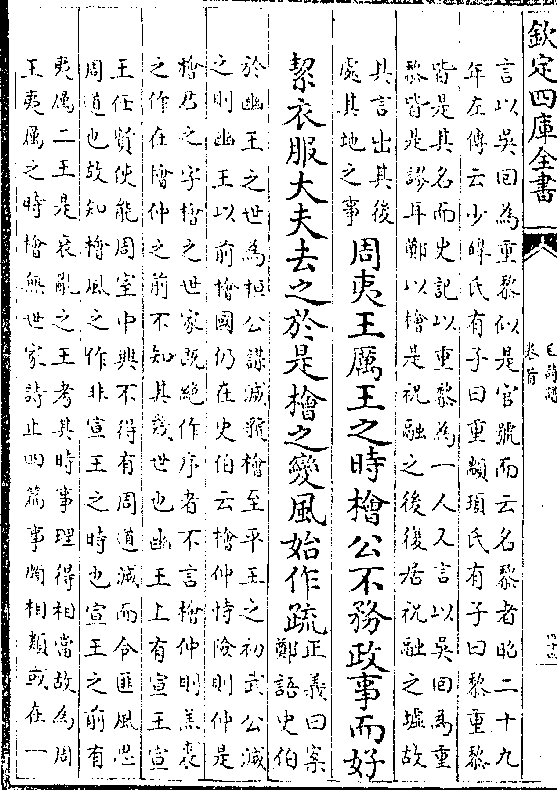 欽定四庫全書
毛詩譜
卷首
言以吳回為重黎似是官號而云名黎者昭二十九
年左傳云少皡氏有子曰重顓頊氏有子曰黎重黎
皆是其名而史記以重黎為一人又言以吳回為重
黎皆是謬耳鄭以檜是祝融之後復居祝融之墟故
具言出其後
處其地之事
周夷王厲王之時檜公不務政事而好
絜衣服大夫去之於是檜之變風始作疏
正義曰案
鄭語史伯
於幽王之世為桓公謀滅虢檜至平王之初武公滅
之則幽王以前檜國仍在史伯云檜仲恃險則仲是
檜君之字檜之世家既絶作序者不言檜仲則羔裘
之作在檜仲之前不知其幾世也幽王上有宣王宣
王任賢使能周室中興不得有周道滅而令匪風思
周道也故知檜風之作非宣王之時也宣王之前有
夷厲二王是衰亂之王考其時事理得相當故為周
王夷厲之時檜無世家詩止四篇事頗相類或在一